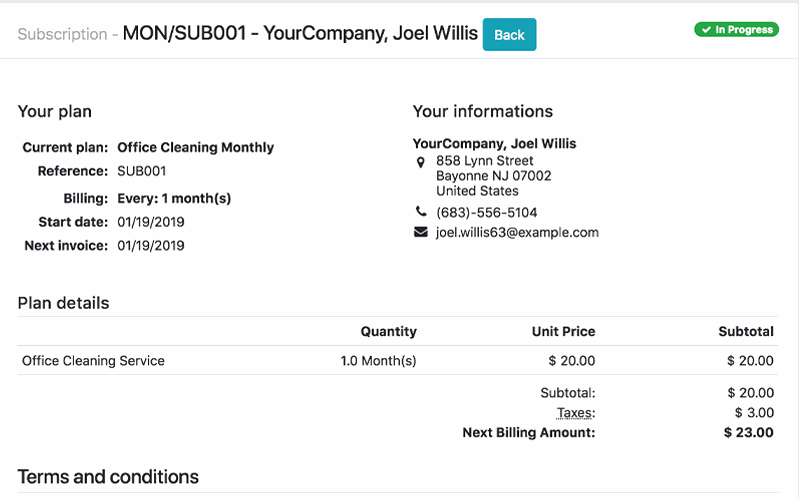 Subscription - MON/SUB001 - YourCompany, Joel Willis Back In Progress
Your plan
Current plan: Office Cleaning Monthly
Reference: SUB001
Billing: Every: 1 month(s)
Start date: 01/19/2019
Next invoice: 01/19/2019
Your informations
YourCompany, Joel Willis
858 Lynn Street
Bayonne NJ 07002
United States
(683)-556-5104
joel.willis63@example.com
Plan details
Quantity Unit Price Subtotal
Office Cleaning Service 1.0 Month(s) $ 20.00 $ 20.00
Subtotal: $ 20.00
Taxes: $ 3.00
Next Billing Amount: $ 23.00
Terms and conditions